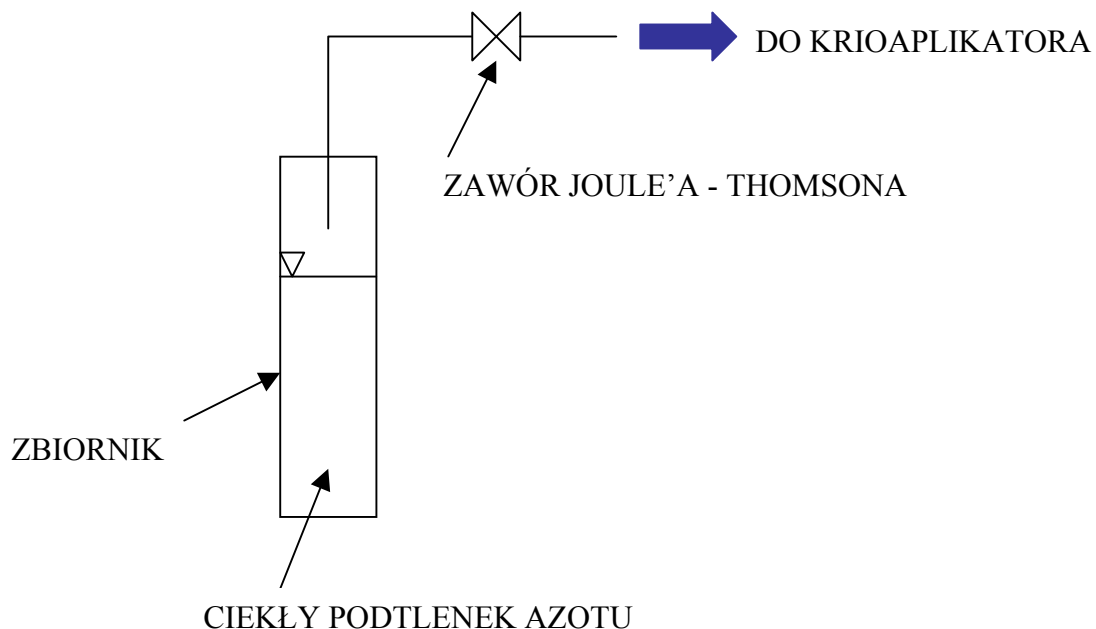 DO KRIOAPLIKATORA
ZAWÓR JOULE'A - THOMSONA
ZBIORNIK
CIEKŁY PODTLENEK AZOTU